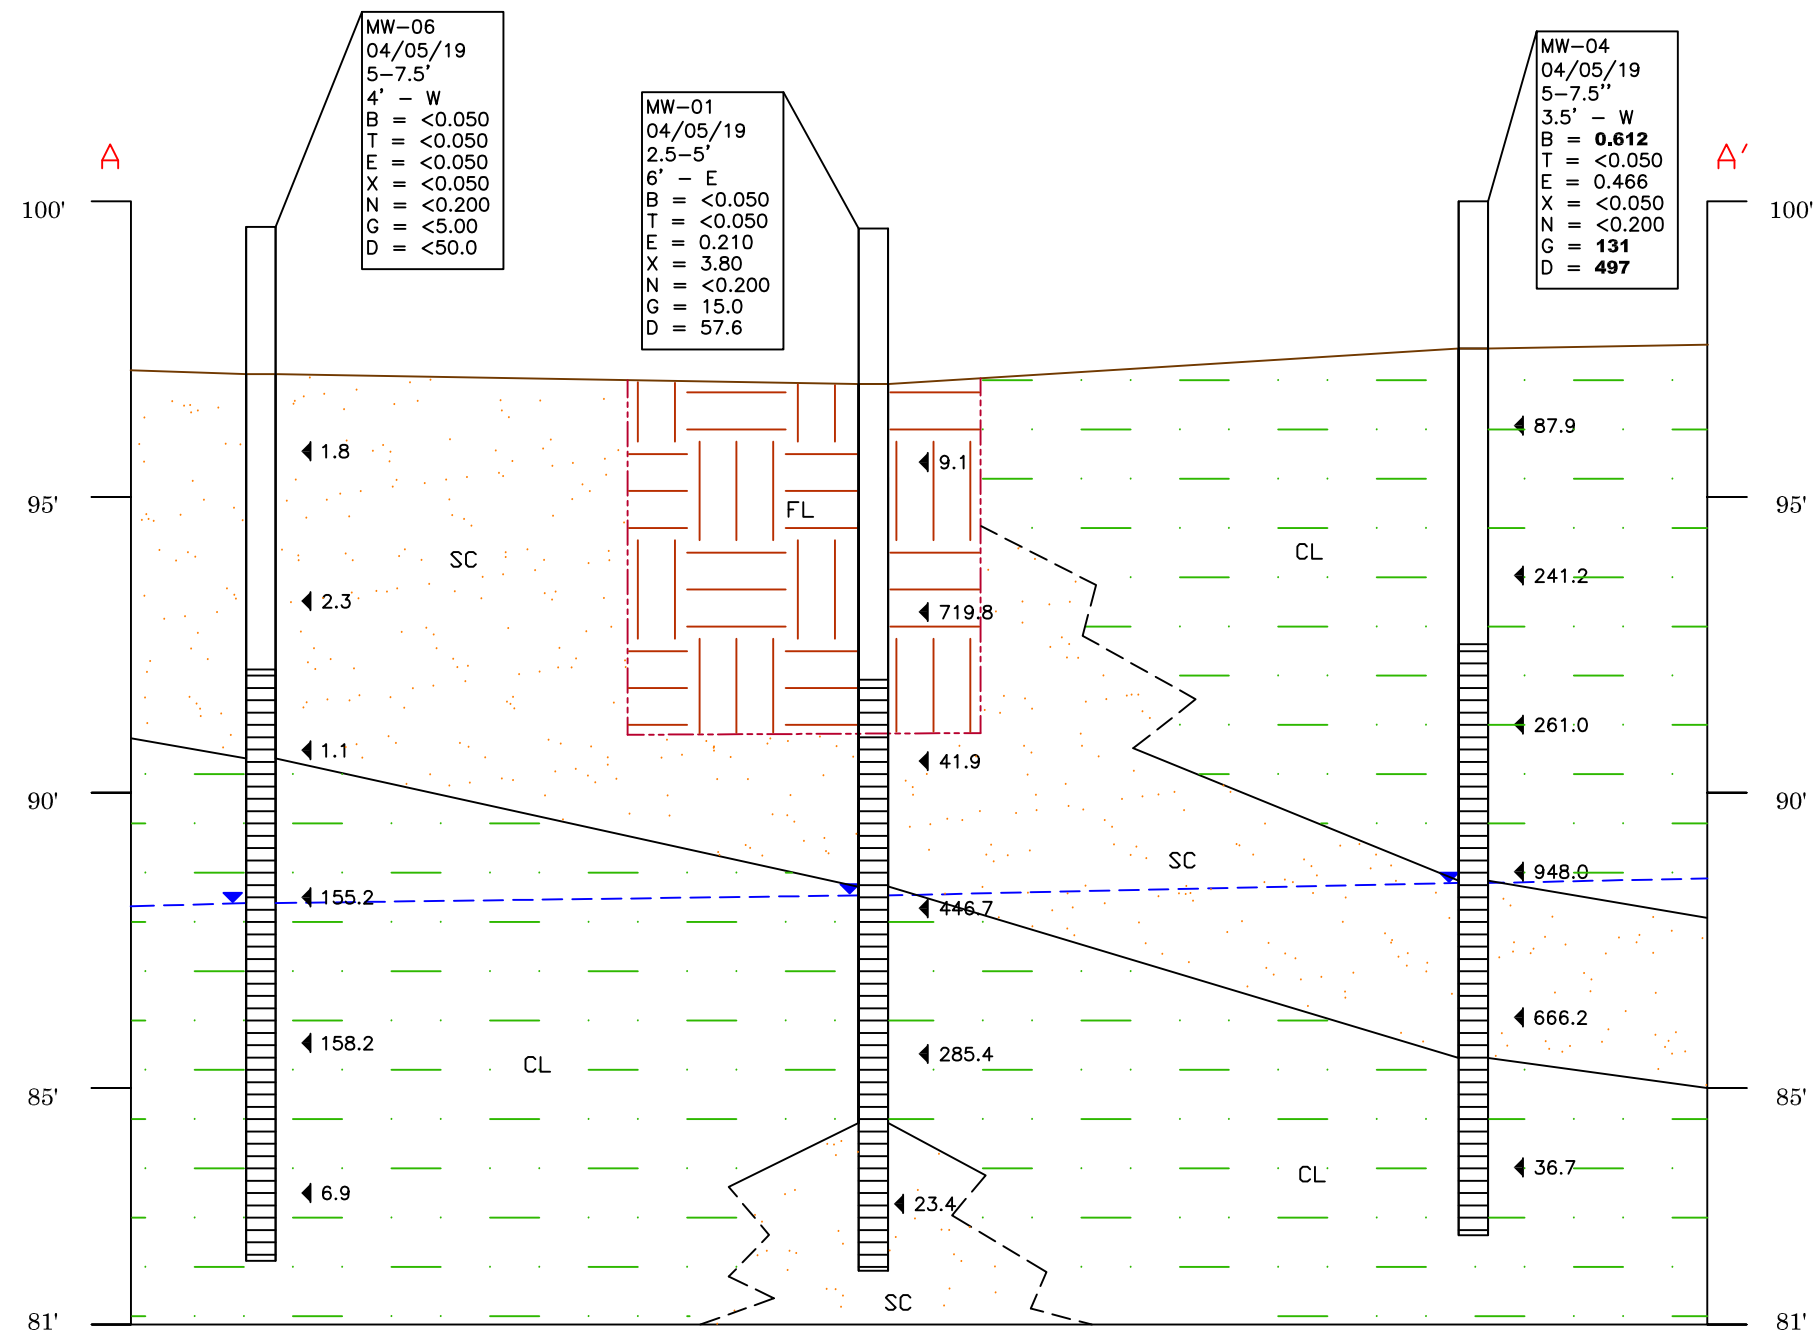 MW-06
04/05/19
5-7.5'
4' - W
B = <0.050
T = <0.050
E = <0.050
X = <0.050
N = <0.200
G = <5.00
D = <50.0
MW-01
04/05/19
2.5-5'
6' - E
B = <0.050
T = <0.050
E = 0.210
X = 3.80
N = <0.200
G = 15.0
D = 57.6
MW-04
04/05/19
5-7.5''
3.5' - W
B = 0.612
T = <0.050
E = 0.466
X = <0.050
N = <0.200
G = 131
D = 497
A
A'
100'
100'
1.8
9.1
87.9
95'
95'
FL
SC
CL
2.3
719.8
241.2
1.1
41.9
261.0
90'
90'
SC
155.2
446.7
948.0
158.2
285.4
666.2
CL
85'
85'
6.9
23.4
36.7
CL
SC
81'
81'